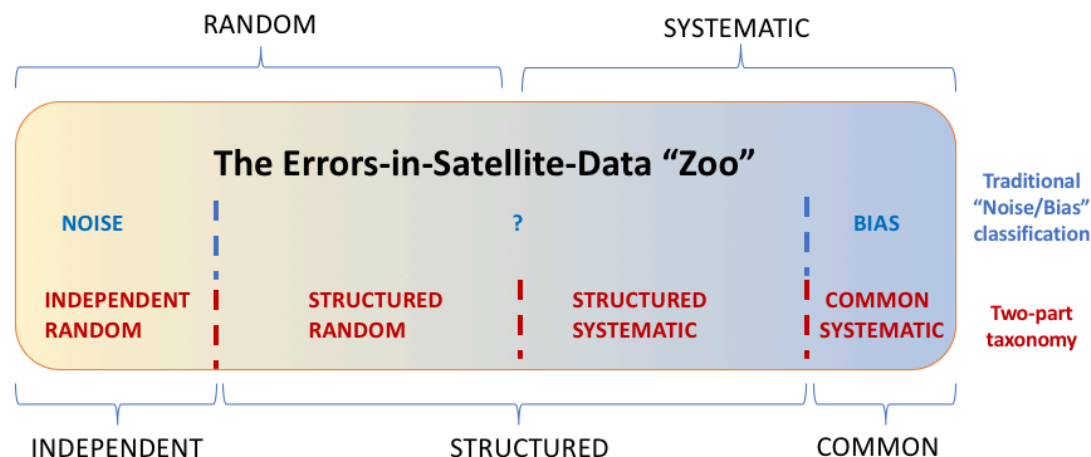 RANDOM
SYSTEMATIC
The Errors-in-Satellite-Data “Zoo”
Traditional
“Noise/Bias”
classification
NOISE
?
BIAS
INDEPENDENT
RANDOM
STRUCTURED
RANDOM
STRUCTURED
SYSTEMATIC
COMMON
SYSTEMATIC
Two-part
taxonomy
INDEPENDENT
STRUCTURED
COMMON